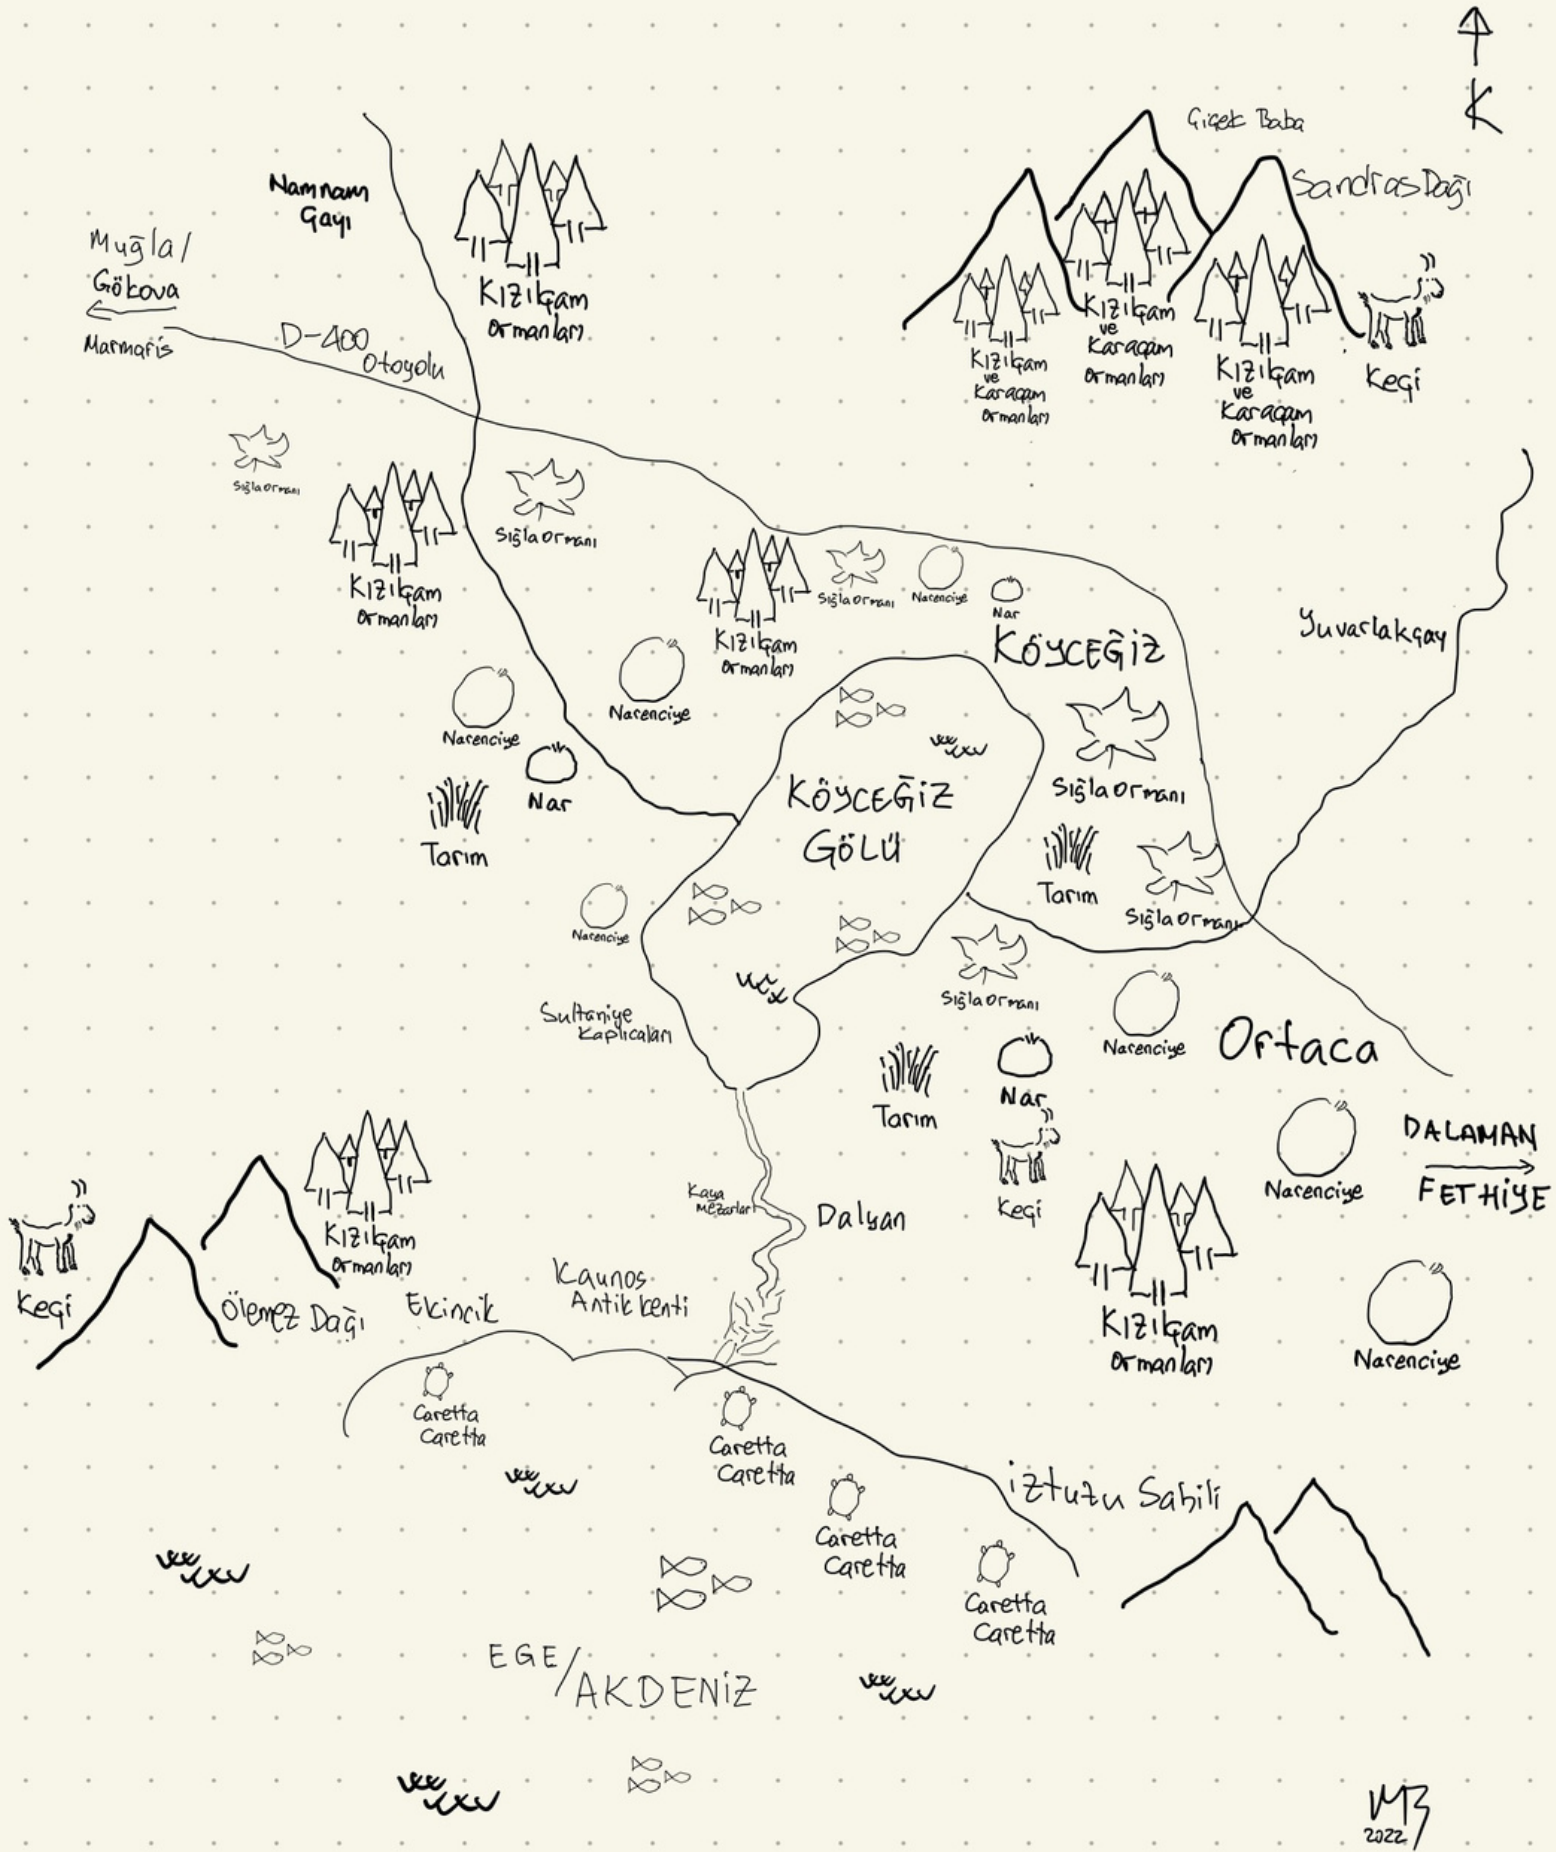 K
Çiçek Baba
Sandras Dağı
Namnam
Çayı
Muğla/
Gökova
Marmaris
D-400
Otoyolu
Kızılçam
ormanları
Kızılçam
ve
Karaçam
ormanları
Kızılçam
ve
Karaçam
ormanları
Kızılçam
ve
Karaçam
ormanları
Keçi
Sığla Ormanı
Kızılçam
ormanları
Sığla Ormanı
Kızılçam
ormanları
Sığla Ormanı
Narenciye
Nar
KÖYCEĞİZ
Yuvarlakçay
Narenciye
Narenciye
Nar
Tarım
KÖYCEĞİZ
GÖLÜ
Sığla Ormanı
Tarım
Sığla Ormanı
Narenciye
Sultaniye
Kaplıcaları
Sığla Ormanı
Narenciye
Ortaca
Tarım
Nar
Keçi
Narenciye
DALAMAN
FETHİYE
Kaya
Mezarları
Dalyan
Kızılçam
ormanları
Keçi
Ölemez Dağı
Ekincik
Kaunos
Antik kenti
Kızılçam
ormanları
Narenciye
Caretta
Caretta
Caretta
Caretta
Caretta
Caretta
Caretta
Caretta
İztuzu Sahili
EGE/
AKDENİZ
MB
2022